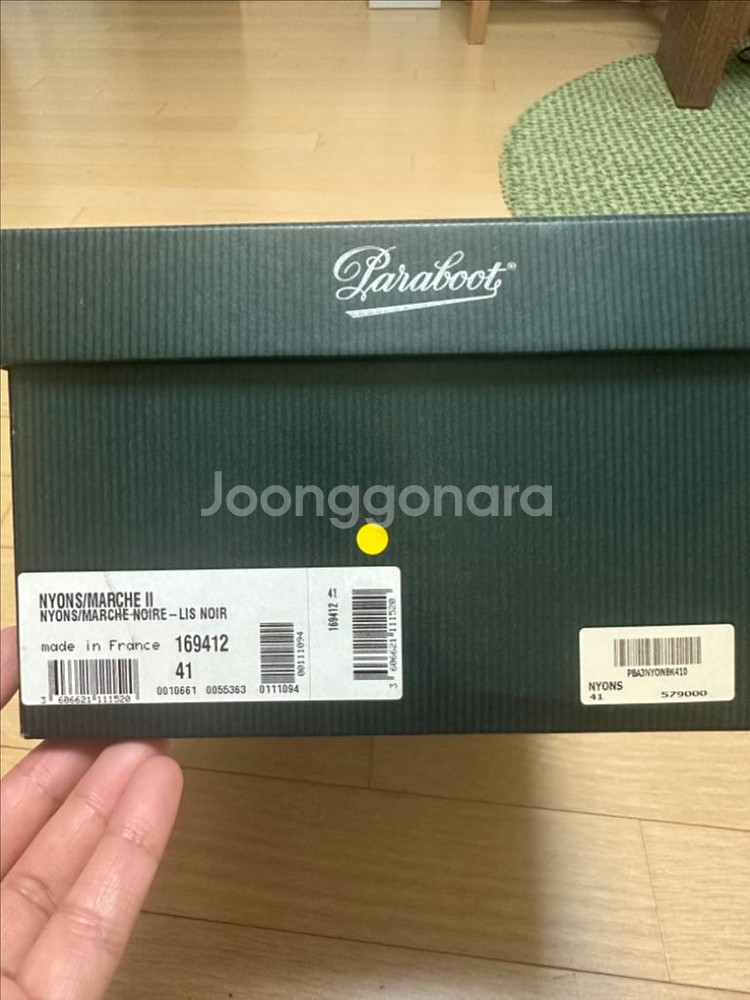 Paraboot®
Joonggonara
NYONS/MARCHE II
NYONS/MARCHE NOIRE–LIS NOIR
made in France 169412
41
3 606621 111520
0010661 0055363 0111094
00111094
169412 41
3 606621 111520
PBA3NYONBK410
NYONS
41 579000